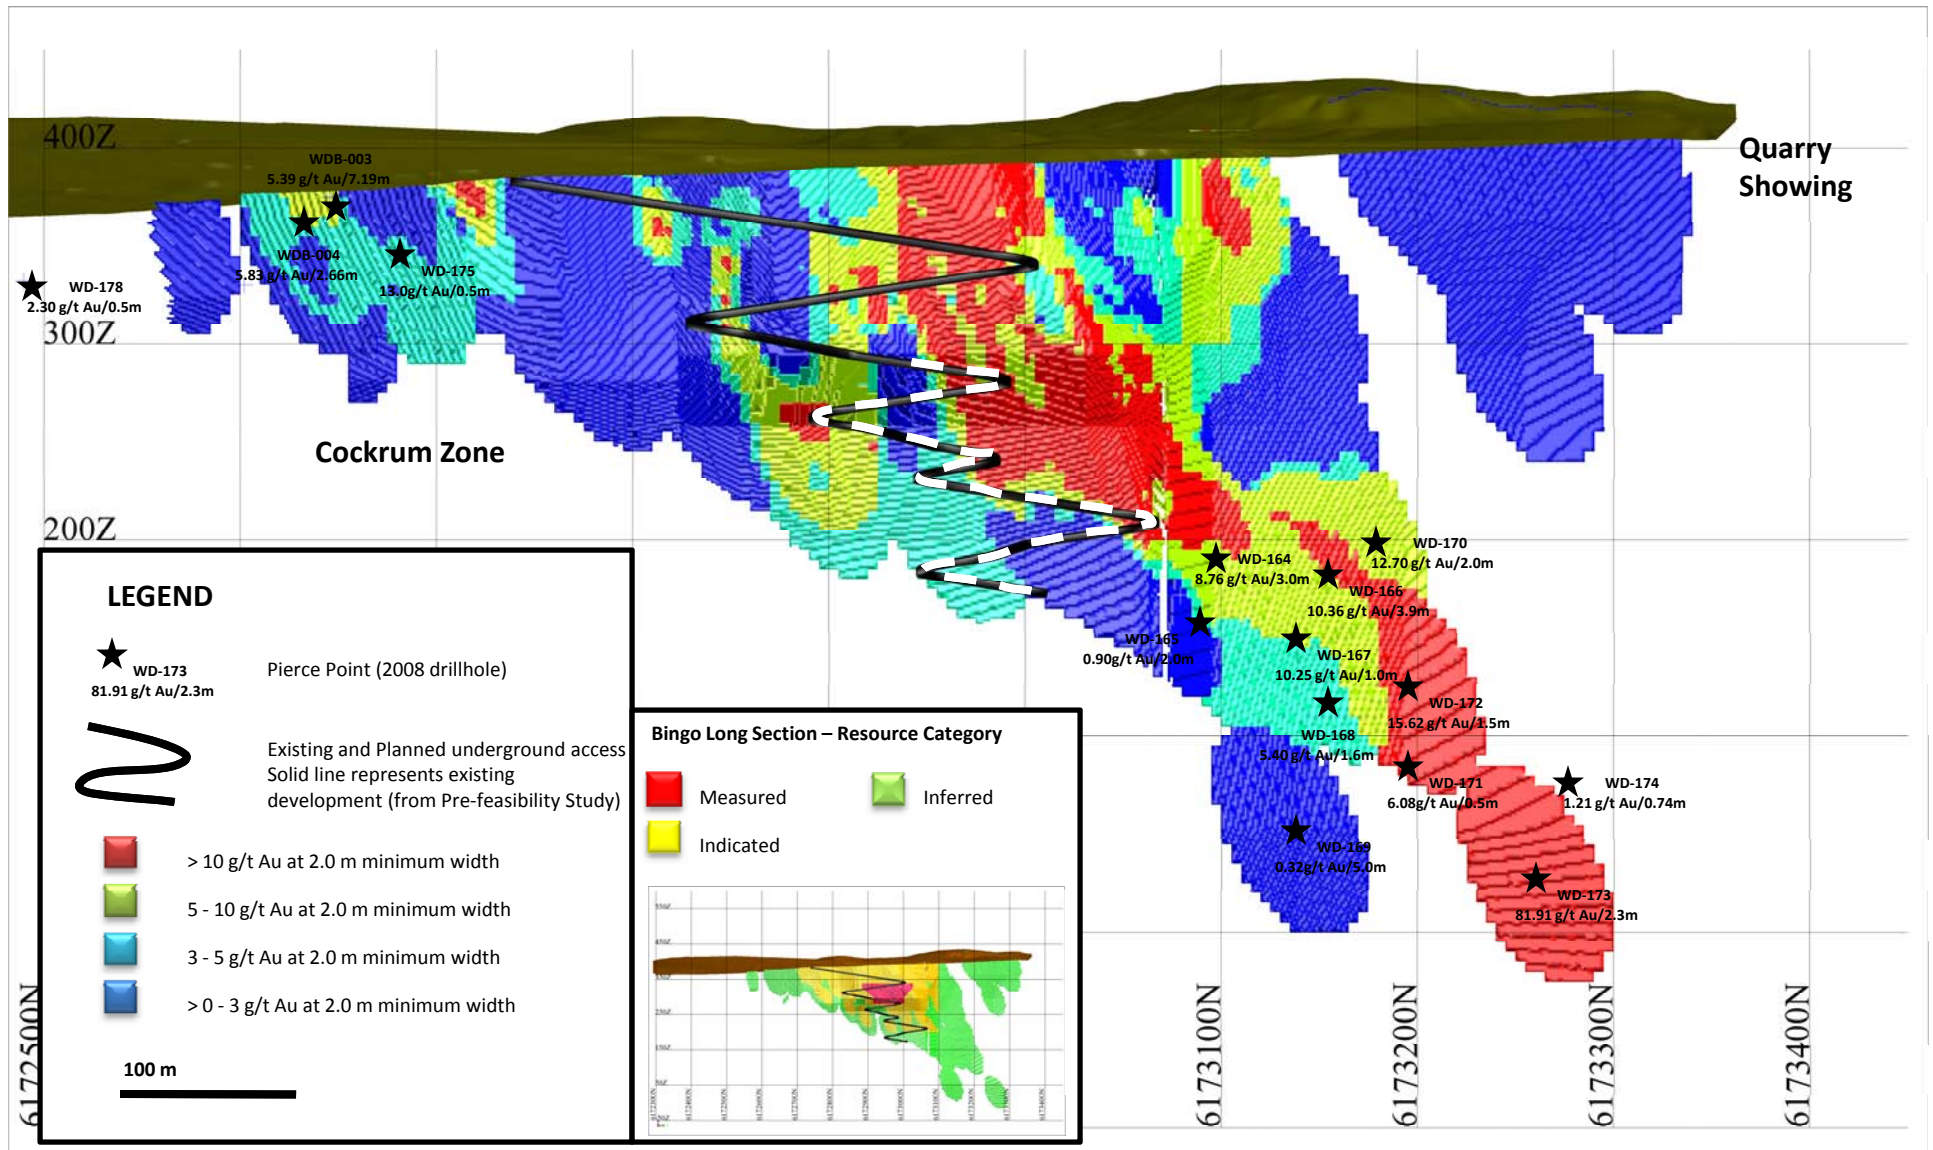 400Z
300Z
200Z
Quarry
Showing
Cockrum Zone
WDB-003
5.39 g/t Au/7.19m
WDB-004
5.83 g/t Au/2.66m
WD-175
13.0g/t Au/0.5m
WD-178
2.30 g/t Au/0.5m
WD-170
12.70 g/t Au/2.0m
WD-164
8.76 g/t Au/3.0m
WD-166
10.36 g/t Au/3.9m
WD-165
0.90g/t Au/2.0m
WD-167
10.25 g/t Au/1.0m
WD-172
15.62 g/t Au/1.5m
WD-168
5.40 g/t Au/1.6m
WD-171
6.08g/t Au/0.5m
WD-174
1.21 g/t Au/0.74m
WD-169
0.32g/t Au/5.0m
WD-173
81.91 g/t Au/2.3m
LEGEND
WD-173
81.91 g/t Au/2.3m
Pierce Point (2008 drillhole)
Existing and Planned underground access
Solid line represents existing
development (from Pre-feasibility Study)
> 10 g/t Au at 2.0 m minimum width
5 - 10 g/t Au at 2.0 m minimum width
3 - 5 g/t Au at 2.0 m minimum width
> 0 - 3 g/t Au at 2.0 m minimum width
100 m
Bingo Long Section – Resource Category
Measured
Inferred
Indicated
6172500N
6173100N
6173200N
6173300N
6173400N